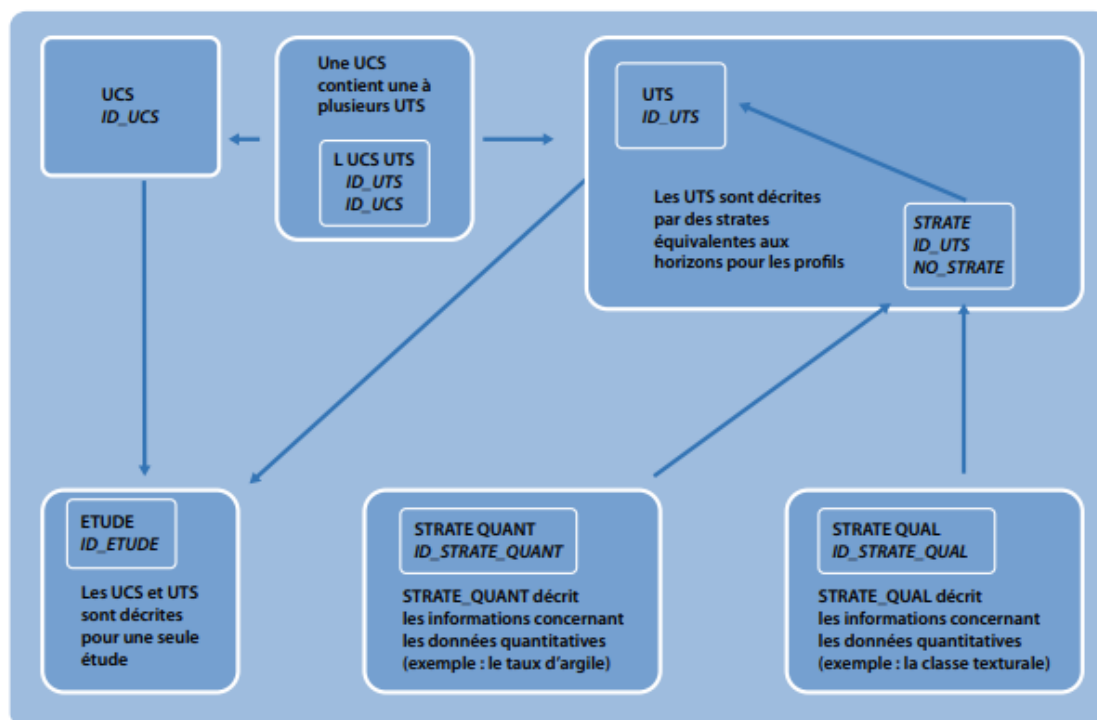 UCS
ID_UCS
Une UCS
contient une à
plusieurs UTS
L UCS UTS
ID_UTS
ID_UCS
UTS
ID_UTS
Les UTS sont décrites
par des strates
équivalentes aux
horizons pour les profils
STRATE
ID_UTS
NO_STRATE
ETUDE
ID_ETUDE
Les UCS et UTS
sont décrites
pour une seule
étude
STRATE QUANT
ID_STRATE_QUANT
STRATE_QUANT décrit
les informations concernant
les données quantitatives
(exemple : le taux d’argile)
STRATE QUAL
ID_STRATE_QUAL
STRATE_QUAL décrit
les informations concernant
les données quantitatives
(exemple : la classe texturale)